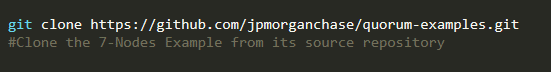 git clone https://github.com/jpmorganchase/quorum-examples.git
#Clone the 7-Nodes Example from its source repository